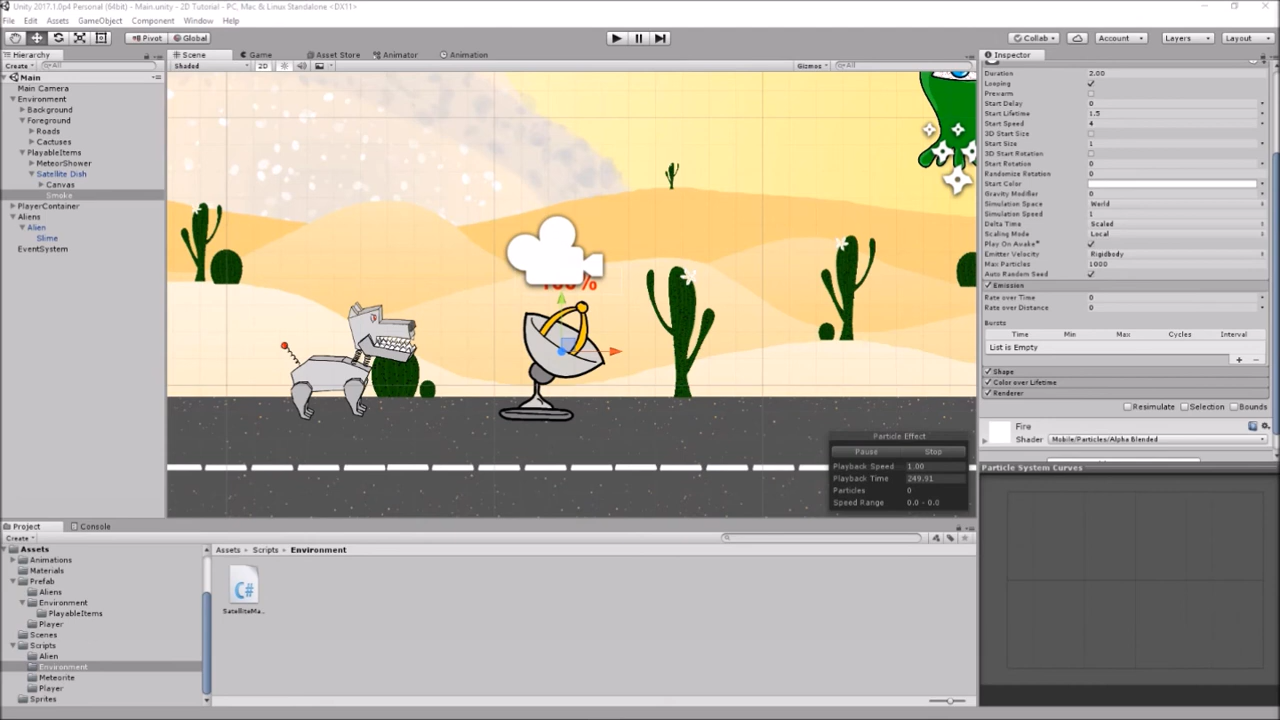 Unity 2017.1.0p4 Personal (64bit) - Main.unity - 2D Tutorial - PC, Mac & Linux Standalone <DX11>
File Edit Assets GameObject Component Window Help
Pivot Global Collab Account Layers Layout
Hierarchy
Create All
Main
Main Camera
Environment
Background
Foreground
Roads
Cactuses
PlayableItems
MeteorShower
Satellite Dish
Canvas
Smoke
PlayerContainer
Aliens
Alien
Slime
EventSystem
Scene Game Asset Store Animator Animation
Shaded 2D Gizmos All
100%
Particle Effect
Pause Stop
Playback Speed 1.00
Playback Time 249.91
Particles 0
Speed Range 0.0 - 0.0
Inspector
Duration 2.00
Looping
Prewarm
Start Delay 0
Start Lifetime 1.5
Start Speed 4
3D Start Size
Start Size 1
3D Start Rotation
Start Rotation 0
Randomize Rotation 0
Start Color
Gravity Modifier 0
Simulation Space World
Simulation Speed 1
Delta Time Scaled
Scaling Mode Local
Play On Awake*
Emitter Velocity Rigidbody
Max Particles 1000
Auto Random Seed
Emission
Rate over Time 0
Rate over Distance 0
Bursts
Time Min Max Cycles Interval
List is Empty
+ -
Shape
Color over Lifetime
Renderer
Resimulate Selection Bounds
Fire
Shader Mobile/Particles/Alpha Blended
Particle System Curves
Project Console
Create
Assets
Animations
Materials
Prefab
Aliens
Environment
PlayableItems
Player
Scenes
Scripts
Alien
Environment
Meteorite
Player
Sprites
Assets > Scripts > Environment
C#
SatelliteMa...